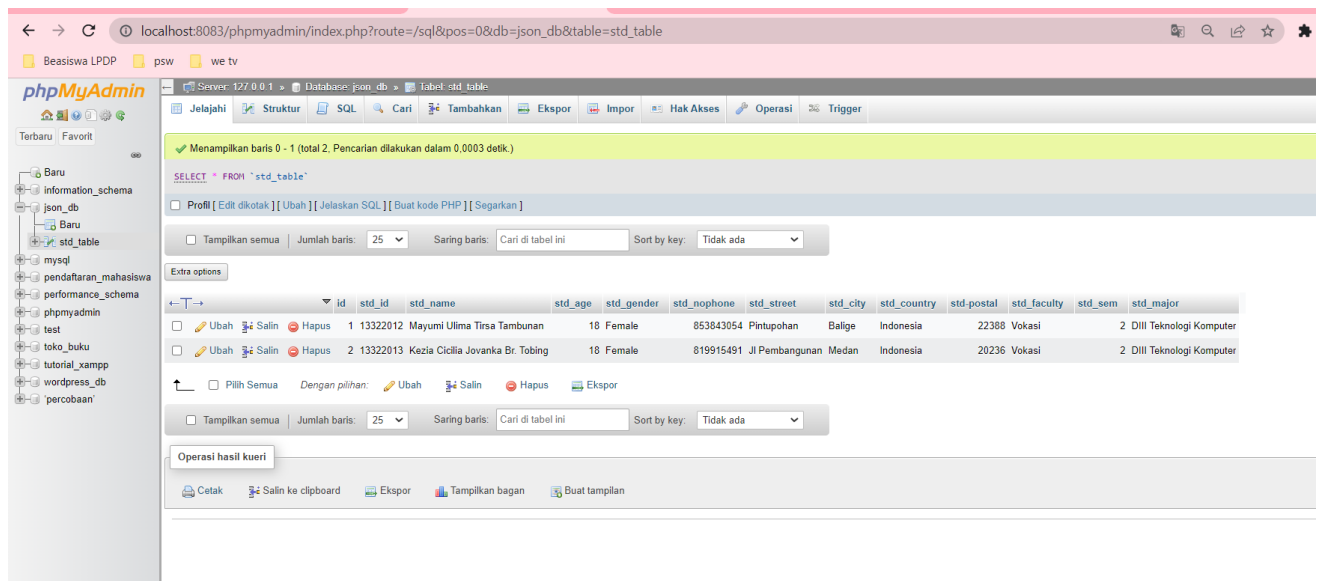 localhost:8083/phpmyadmin/index.php?route=/sql&pos=0&db=json_db&table=std_table
Beasiswa LPDP psw we tv
phpMyAdmin
Terbaru Favorit
Baru
information_schema
json_db
Baru
std_table
mysql
pendaftaran_mahasiswa
performance_schema
phpmyadmin
test
toko_buku
tutorial_xampp
wordpress_db
'percobaan'
Server: 127.0.0.1 » Database: json_db » Tabel: std_table
Jelajahi Struktur SQL Cari Tambahkan Ekspor Impor Hak Akses Operasi Trigger
Menampilkan baris 0 - 1 (total 2, Pencarian dilakukan dalam 0,0003 detik.)
SELECT * FROM `std_table`
Profil [ Edit dikotak ] [ Ubah ] [ Jelaskan SQL ] [ Buat kode PHP ] [ Segarkan ]
Tampilkan semua | Jumlah baris: 25 Saring baris: Cari di tabel ini Sort by key: Tidak ada
Extra options
←T→ id std_id std_name std_age std_gender std_nophone std_street std_city std_country std-postal std_faculty std_sem std_major
Ubah Salin Hapus 1 13322012 Mayumi Ulima Tirsa Tambunan 18 Female 853843054 Pintupohan Balige Indonesia 22388 Vokasi 2 DIII Teknologi Komputer
Ubah Salin Hapus 2 13322013 Kezia Cicilia Jovanka Br. Tobing 18 Female 819915491 Jl Pembangunan Medan Indonesia 20236 Vokasi 2 DIII Teknologi Komputer
Pilih Semua Dengan pilihan: Ubah Salin Hapus Ekspor
Tampilkan semua | Jumlah baris: 25 Saring baris: Cari di tabel ini Sort by key: Tidak ada
Operasi hasil kueri
Cetak Salin ke clipboard Ekspor Tampilkan bagan Buat tampilan